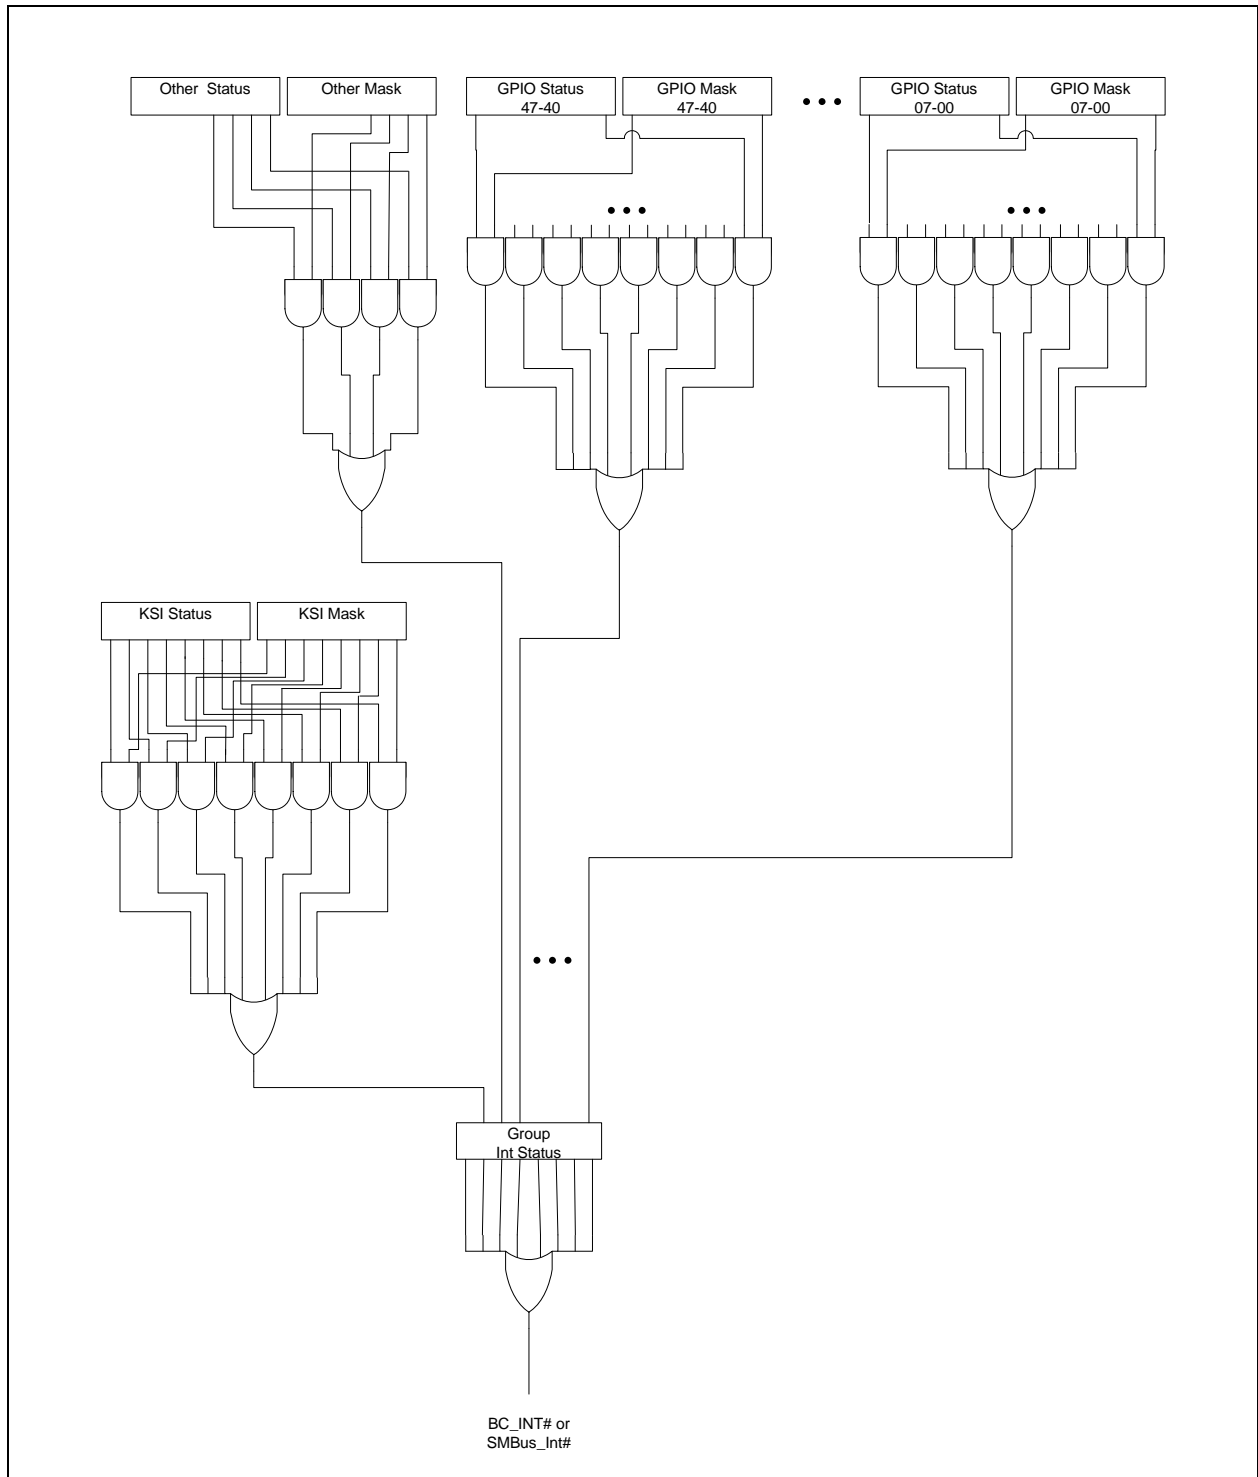 Other Status
Other Mask
GPIO Status
47-40
GPIO Mask
47-40
GPIO Status
07-00
GPIO Mask
07-00
KSI Status
KSI Mask
Group
Int Status
BC_INT# or
SMBus_Int#